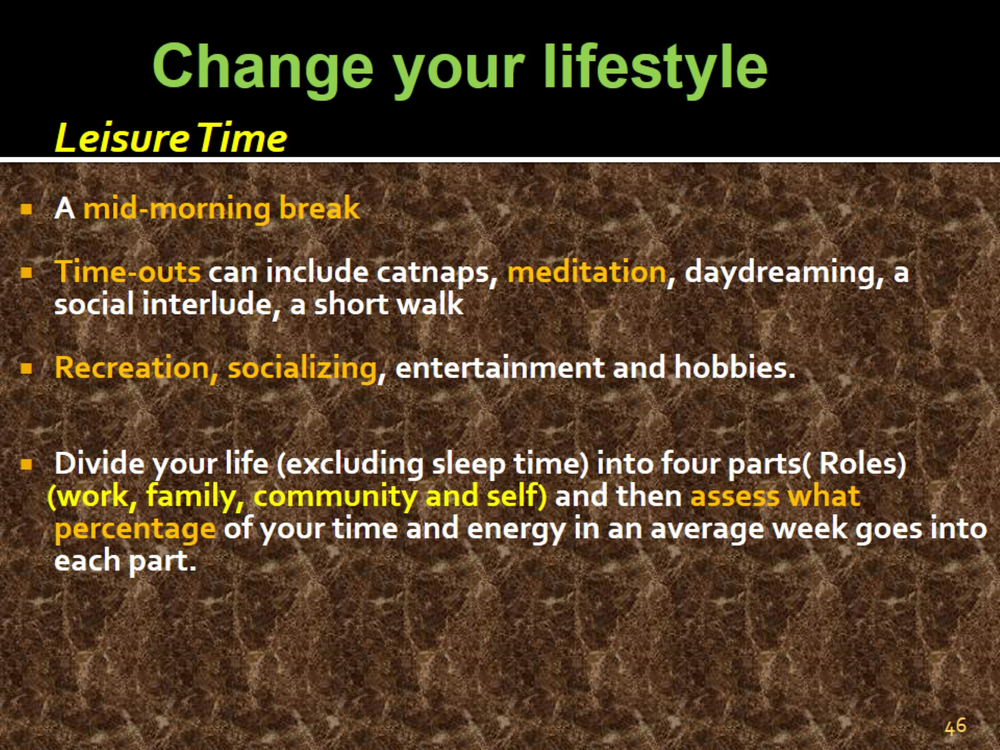 Change your lifestyle
Leisure Time
▪ A mid-morning break
▪ Time-outs can include catnaps, meditation, daydreaming, a
social interlude, a short walk
▪ Recreation, socializing, entertainment and hobbies.
▪ Divide your life (excluding sleep time) into four parts( Roles)
(work, family, community and self) and then assess what
percentage of your time and energy in an average week goes into
each part.
46